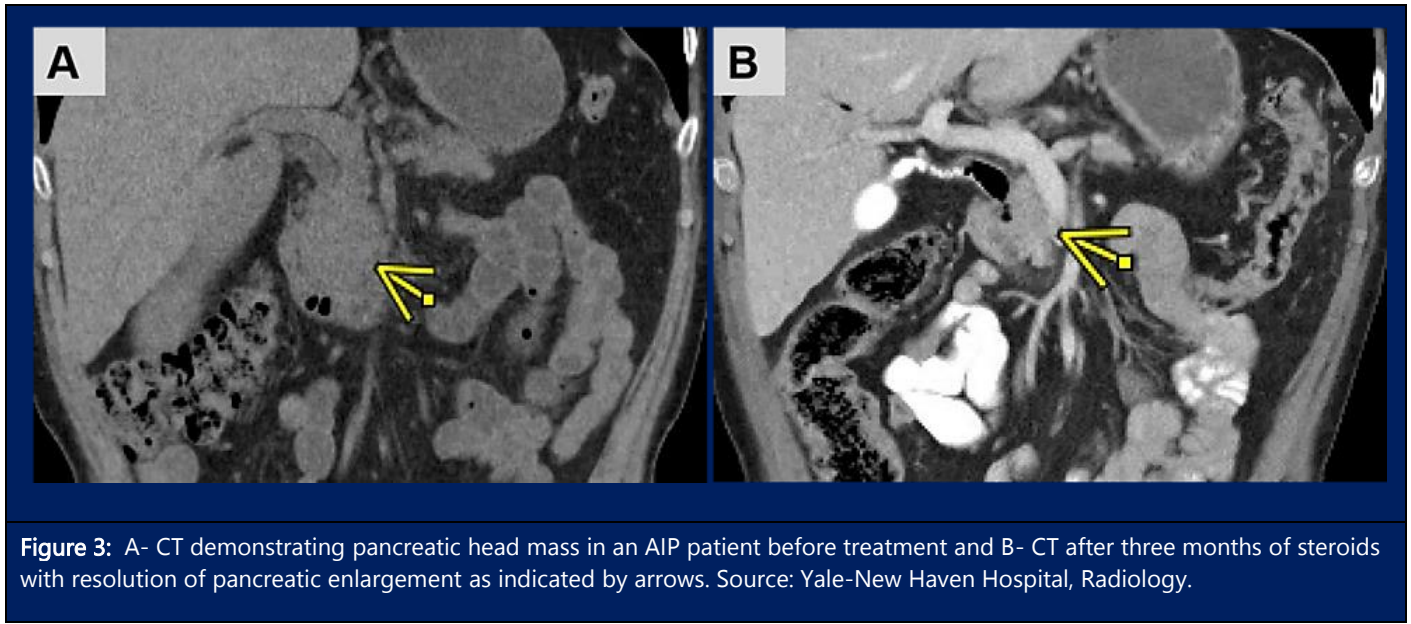 A
B
Figure 3: A- CT demonstrating pancreatic head mass in an AIP patient before treatment and B- CT after three months of steroids
with resolution of pancreatic enlargement as indicated by arrows. Source: Yale-New Haven Hospital, Radiology.